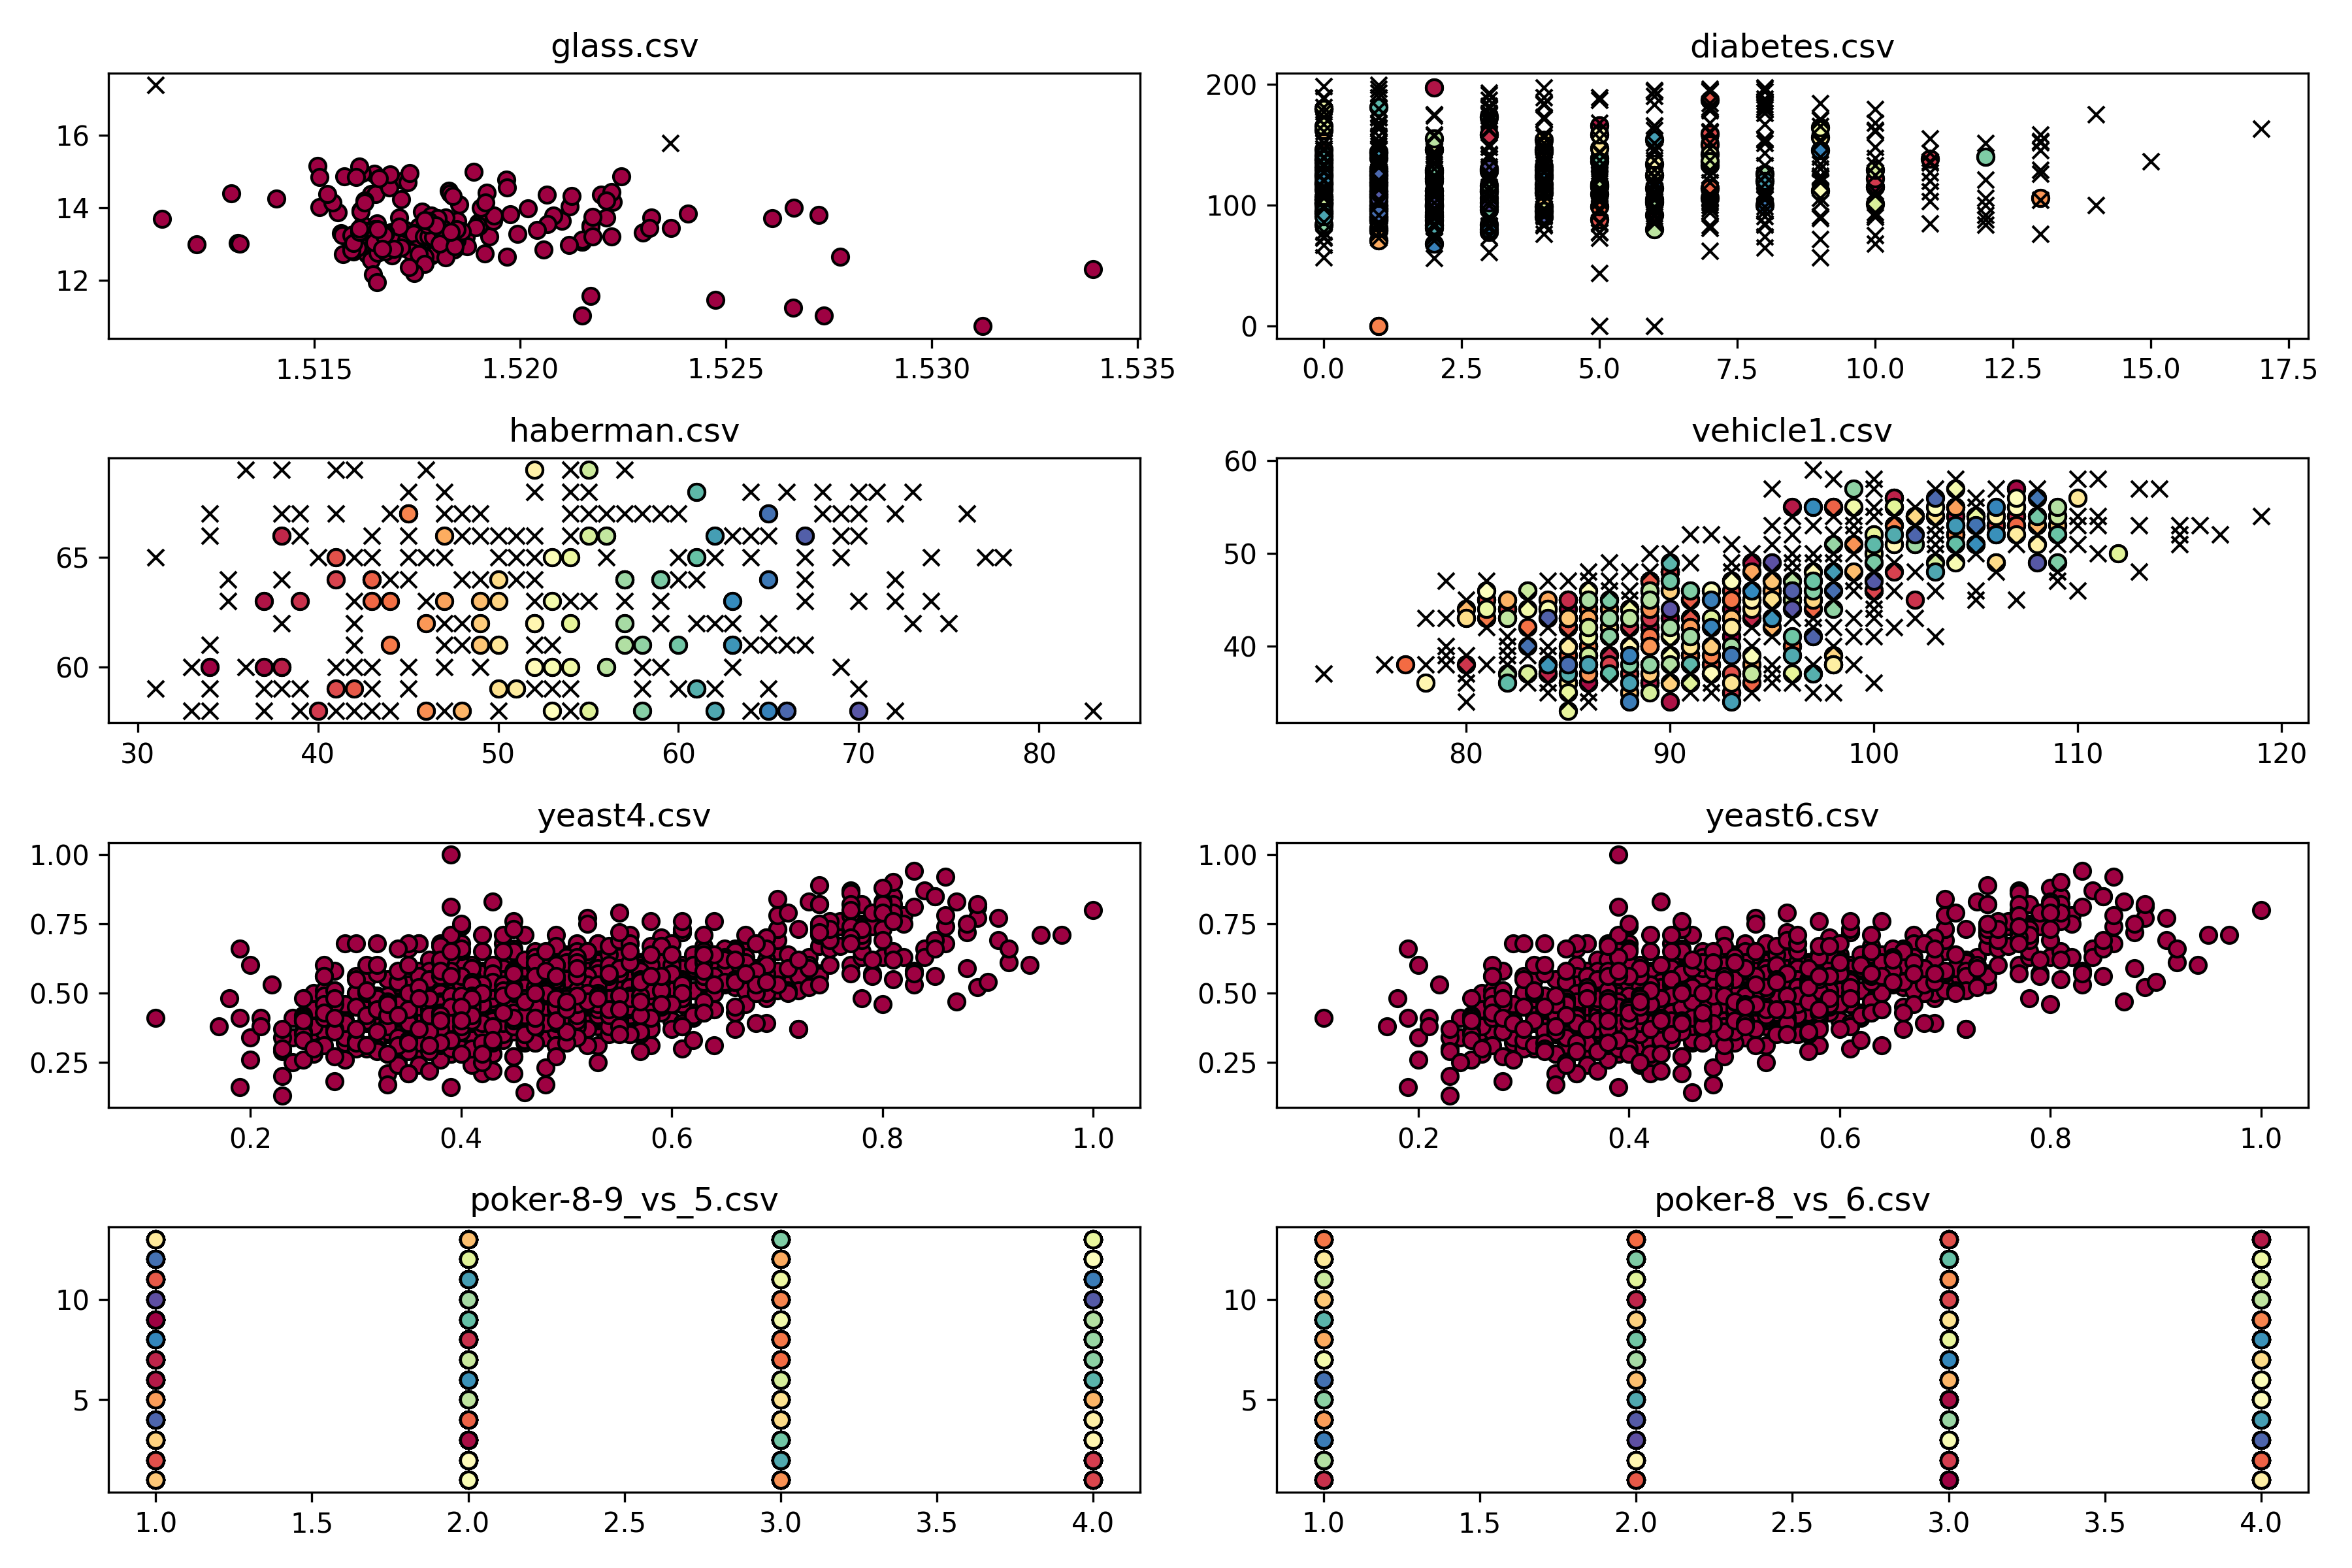 glass.csv
16
14
12
1.515 1.520 1.525 1.530 1.535
diabetes.csv
200
100
0
0.0 2.5 5.0 7.5 10.0 12.5 15.0 17.5
haberman.csv
65
60
30 40 50 60 70 80
vehicle1.csv
60
50
40
80 90 100 110 120
yeast4.csv
1.00
0.75
0.50
0.25
0.2 0.4 0.6 0.8 1.0
yeast6.csv
1.00
0.75
0.50
0.25
0.2 0.4 0.6 0.8 1.0
poker-8-9_vs_5.csv
10
5
1.0 1.5 2.0 2.5 3.0 3.5 4.0
poker-8_vs_6.csv
10
5
1.0 1.5 2.0 2.5 3.0 3.5 4.0